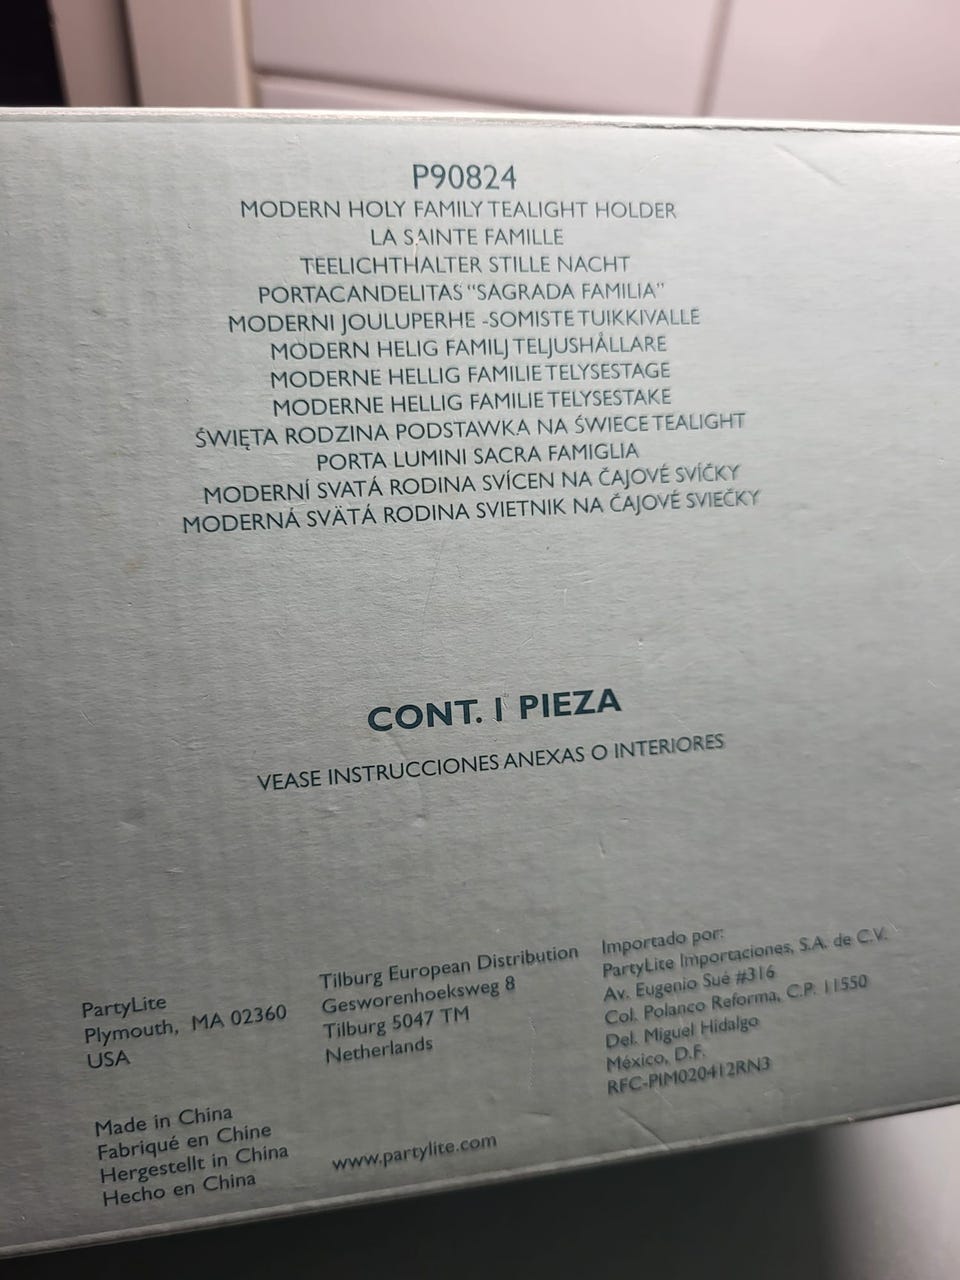 P90824
MODERN HOLY FAMILY TEALIGHT HOLDER
LA SAINTE FAMILLE
TEELICHTHALTER STILLE NACHT
PORTACANDELITAS "SAGRADA FAMILIA"
MODERNI JOULUPERHE -SOMISTE TUIKKIVALLE
MODERN HELIG FAMILJ TELJUSHÅLLARE
MODERNE HELLIG FAMILIE TELYSESTAGE
MODERNE HELLIG FAMILIE TELYSESTAKE
ŚWIĘTA RODZINA PODSTAWKA NA ŚWIECE TEALIGHT
PORTA LUMINI SACRA FAMIGLIA
MODERNÍ SVATÁ RODINA SVÍCEN NA ČAJOVÉ SVÍČKY
MODERNÁ SVÄTÁ RODINA SVIETNIK NA ČAJOVÉ SVIEČKY
CONT. 1 PIEZA
VEASE INSTRUCCIONES ANEXAS O INTERIORES
PartyLite
Plymouth, MA 02360
USA
Tilburg European Distribution
Gesworenhoeksweg 8
Tilburg 5047 TM
Netherlands
Importado por:
PartyLite Importaciones, S.A. de C.V.
Av. Eugenio Sué #316
Col. Polanco Reforma, C.P. 11550
Del. Miguel Hidalgo
México, D.F.
RFC-PIM020412RN3
Made in China
Fabriqué en Chine
Hergestellt in China
Hecho en China
www.partylite.com